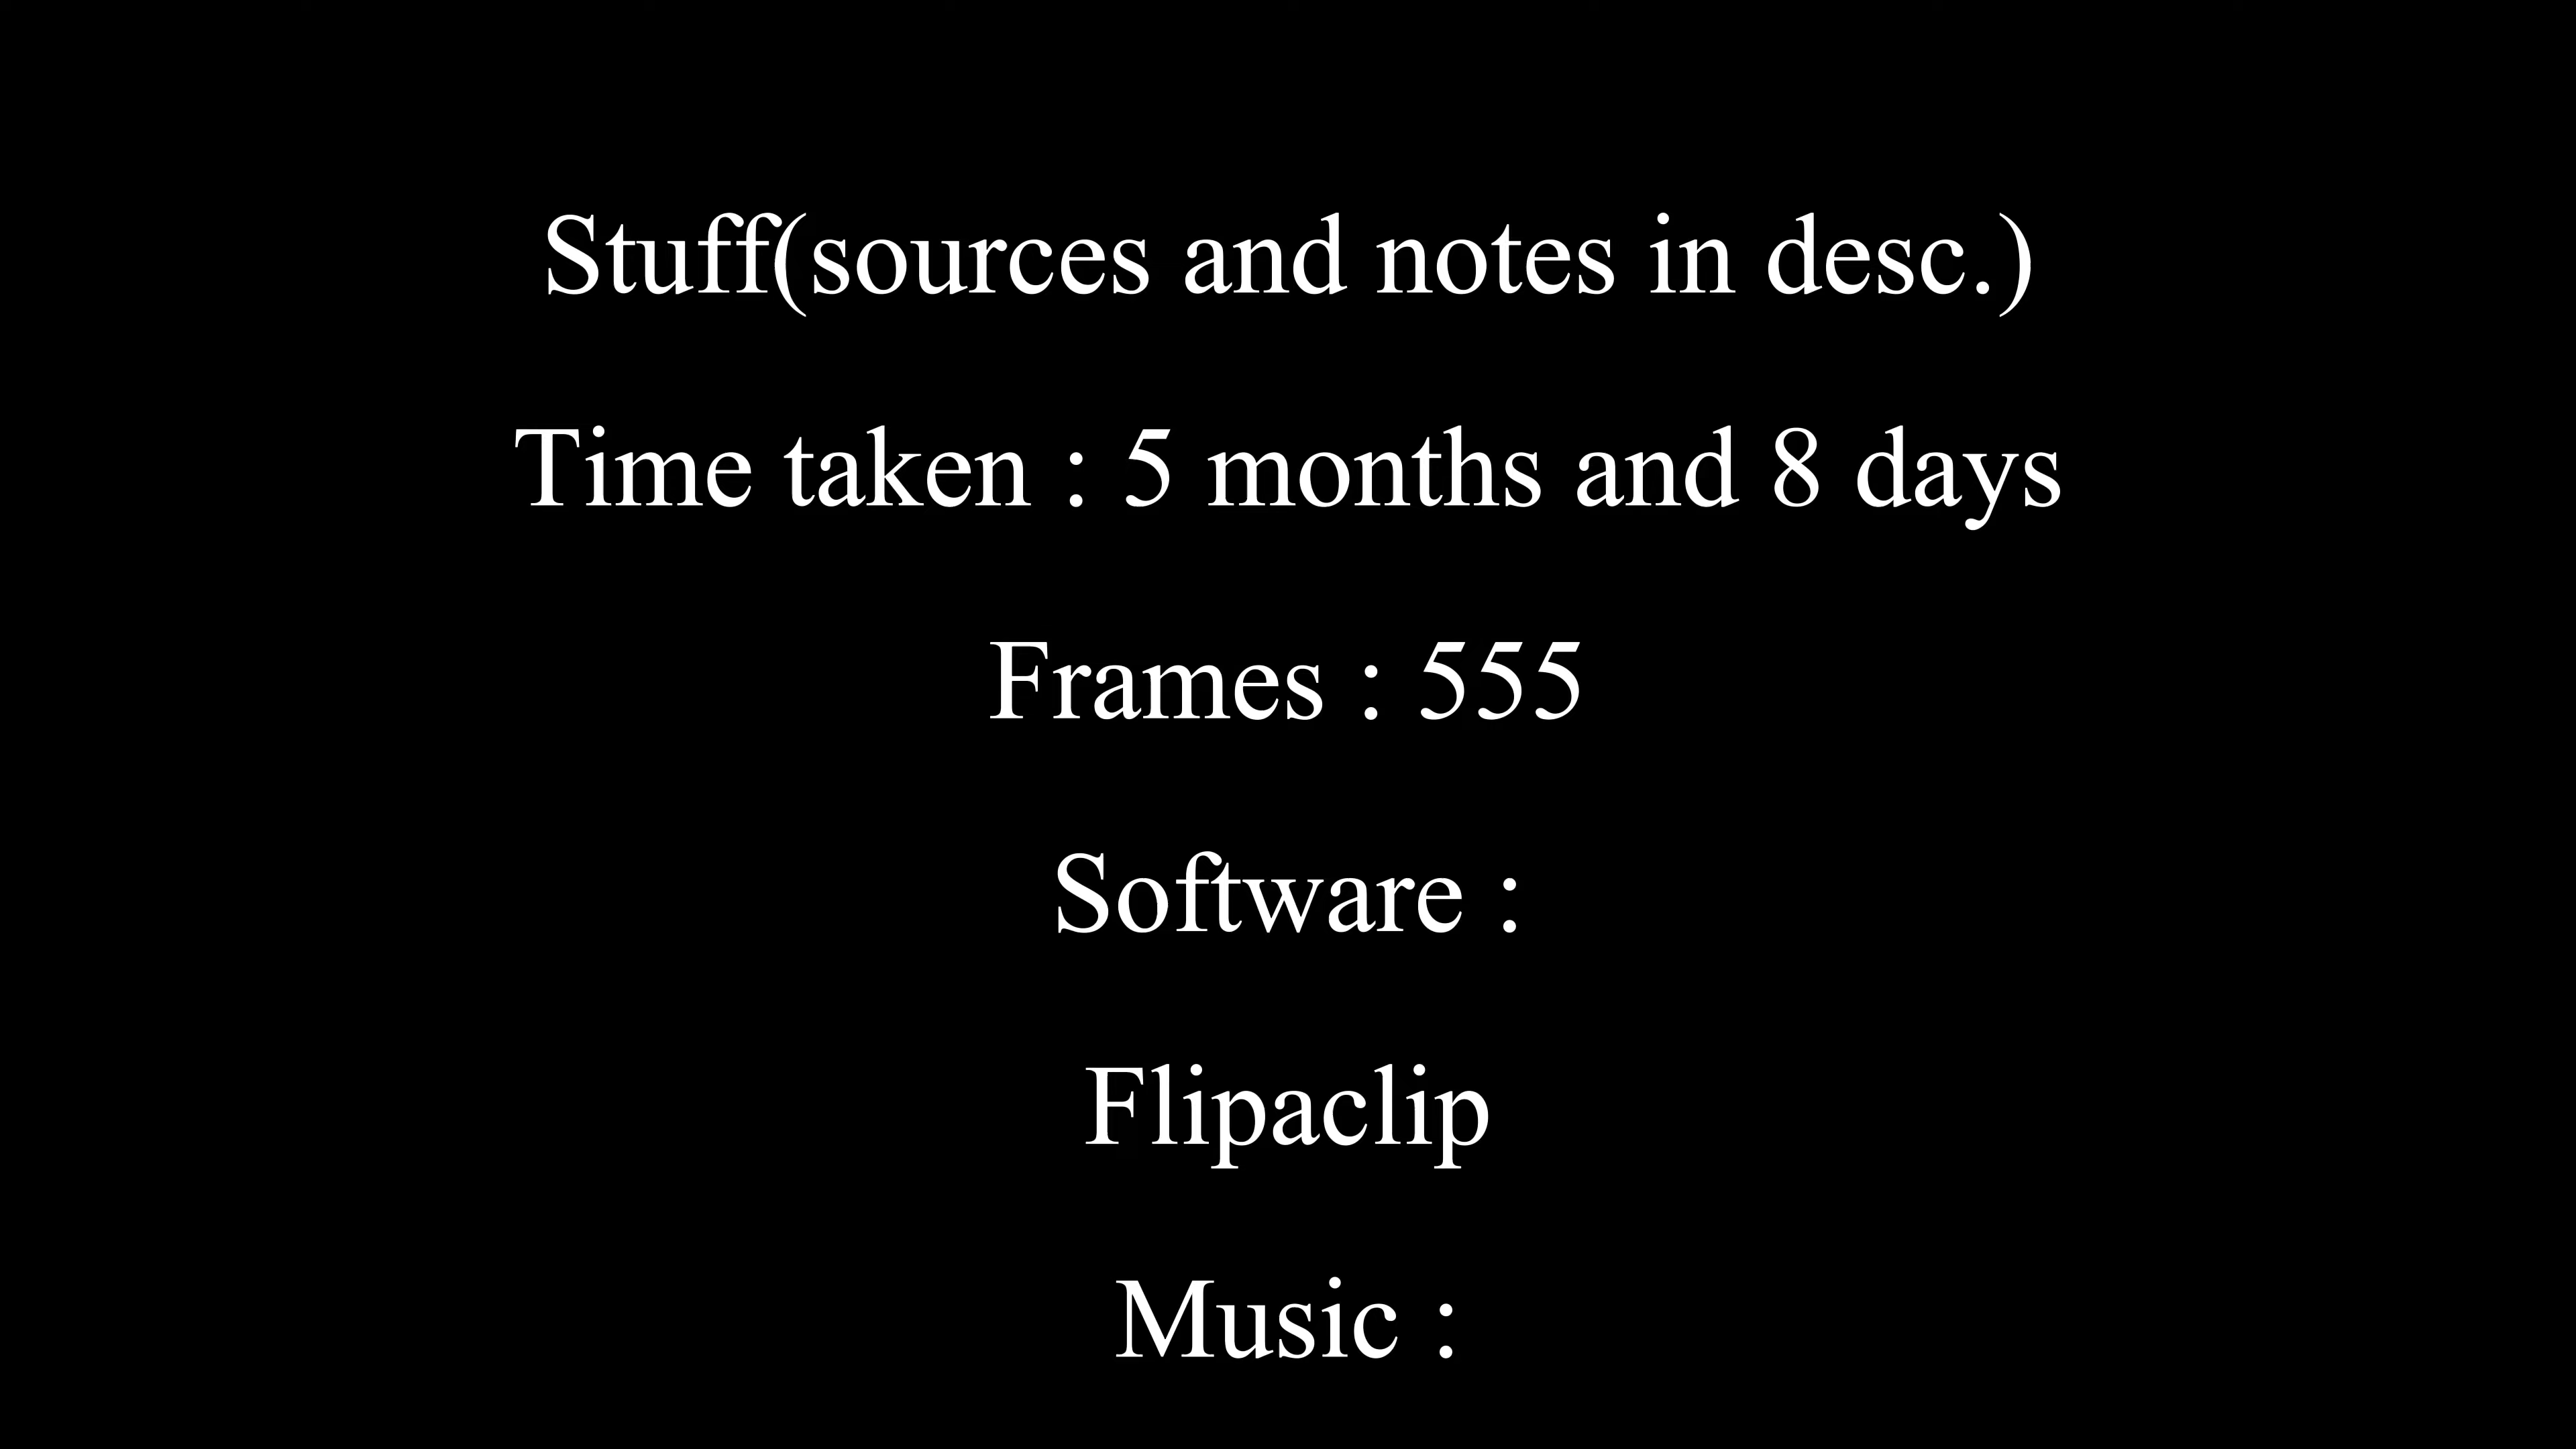 Stuff(sources and notes in desc.)
Time taken : 5 months and 8 days
Frames : 555
Software :
Flipaclip
Music :